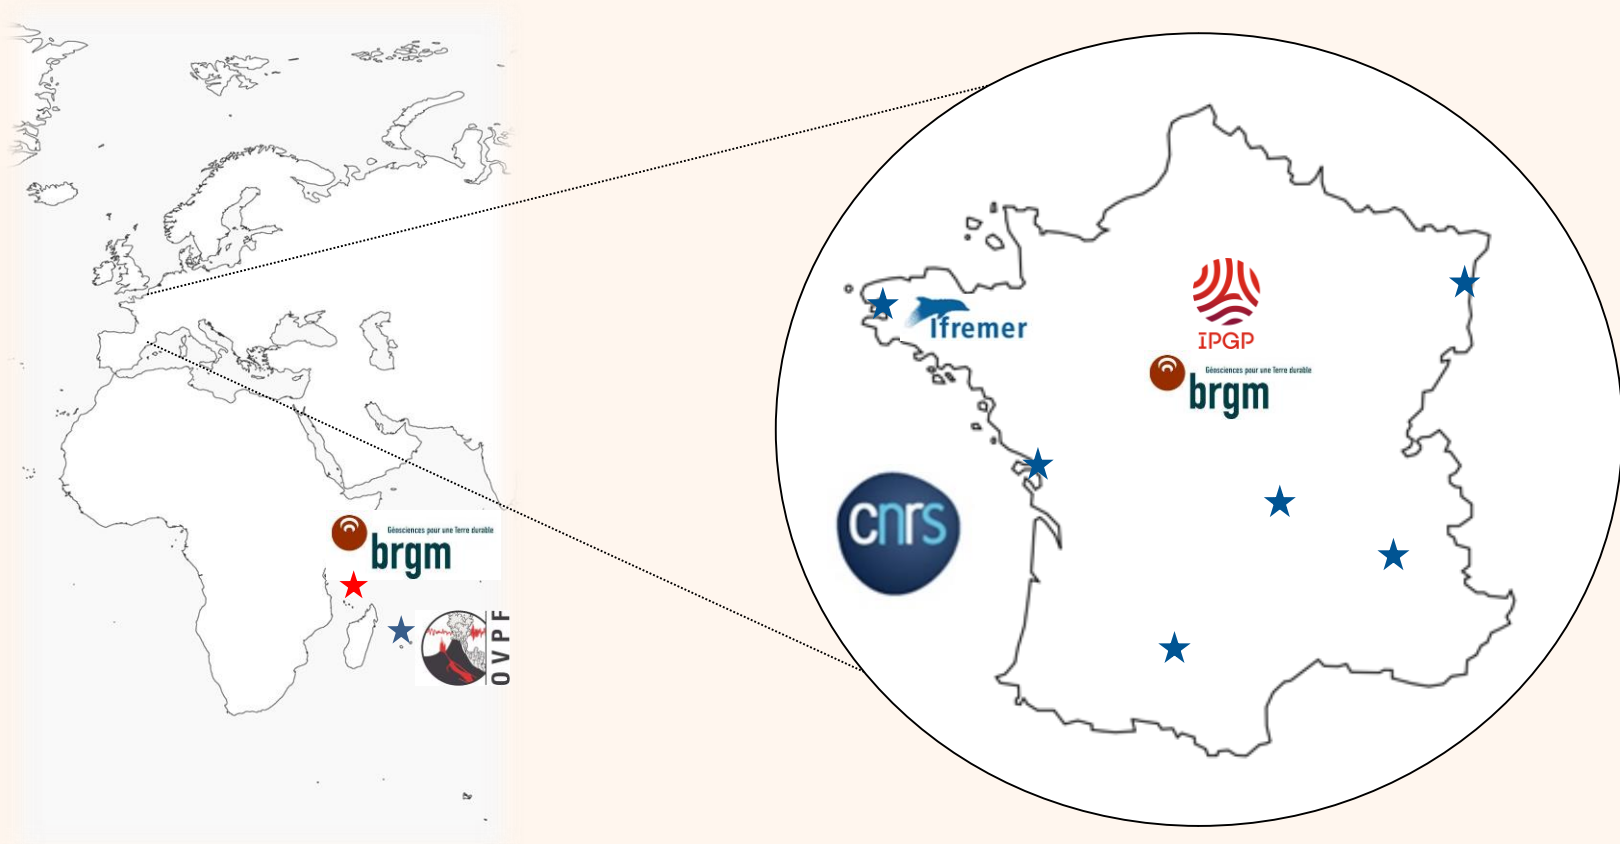 Ifremer
IPGP
Géosciences pour une Terre durable
brgm
cnrs
Géosciences pour une Terre durable
brgm
OVPF